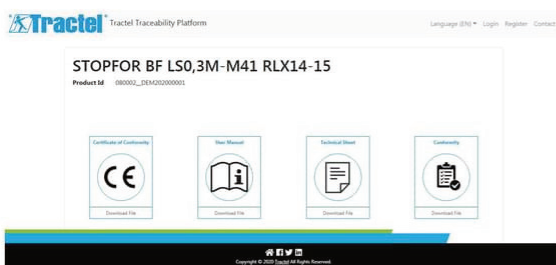 Tractel Tractel Traceability Platform Language (EN) Login Register Contact
STOPFOR BF LS0,3M-M41 RLX14-15
Product Id 080002__DEM202000001
Certificate of Conformity User Manual Technical Sheet Conformity
CE i
Download File Download File Download File Download File
Copyright © 2020 Tractel All Rights Reserved.